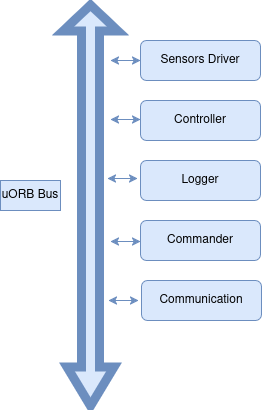 Sensors Driver
Controller
Logger
uORB Bus
Commander
Communication